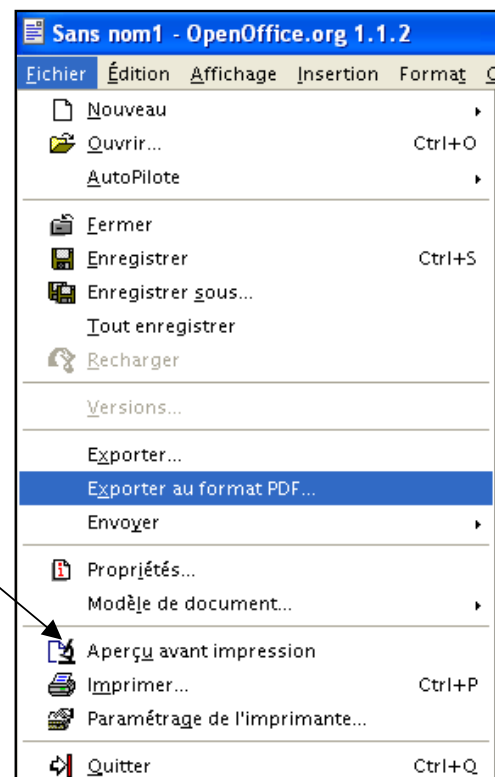 Sans nom1 - OpenOffice.org 1.1.2
Fichier Édition Affichage Insertion Format
Nouveau
Ouvrir... Ctrl+O
AutoPilote
Fermer
Enregistrer Ctrl+S
Enregistrer sous...
Tout enregistrer
Recharger
Versions...
Exporter...
Exporter au format PDF...
Envoyer
Propriétés...
Modèle de document...
Aperçu avant impression
Imprimer... Ctrl+P
Paramétrage de l'imprimante...
Quitter Ctrl+Q